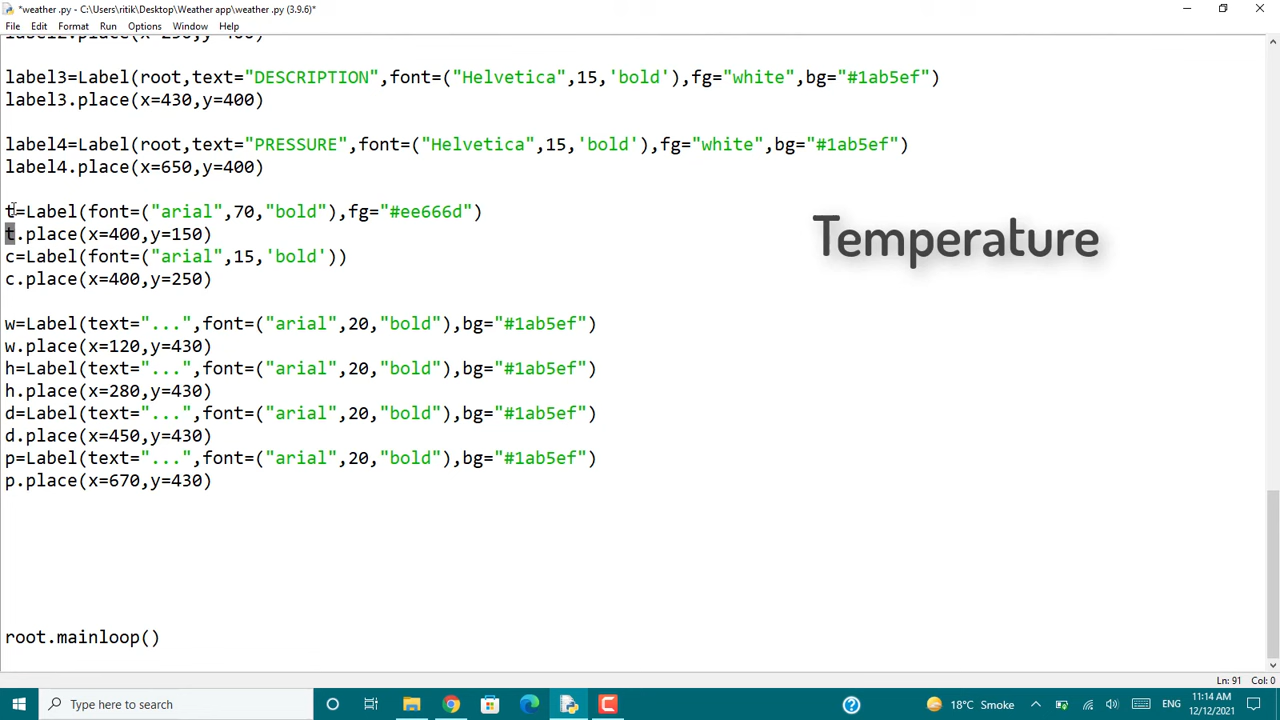 *weather .py - C:\Users\ritik\Desktop\Weather app\weather .py (3.9.6)*
File Edit Format Run Options Window Help
label2.place(x=250,y=400)
label3=Label(root,text="DESCRIPTION",font=("Helvetica",15,'bold'),fg="white",bg="#1ab5ef")
label3.place(x=430,y=400)
label4=Label(root,text="PRESSURE",font=("Helvetica",15,'bold'),fg="white",bg="#1ab5ef")
label4.place(x=650,y=400)
t=Label(font=("arial",70,"bold"),fg="#ee666d")
t.place(x=400,y=150)
c=Label(font=("arial",15,'bold'))
c.place(x=400,y=250)
Temperature
w=Label(text="...",font=("arial",20,"bold"),bg="#1ab5ef")
w.place(x=120,y=430)
h=Label(text="...",font=("arial",20,"bold"),bg="#1ab5ef")
h.place(x=280,y=430)
d=Label(text="...",font=("arial",20,"bold"),bg="#1ab5ef")
d.place(x=450,y=430)
p=Label(text="...",font=("arial",20,"bold"),bg="#1ab5ef")
p.place(x=670,y=430)
root.mainloop()
Ln: 91 Col: 0
Type here to search
18°C Smoke
ENG
11:14 AM
12/12/2021